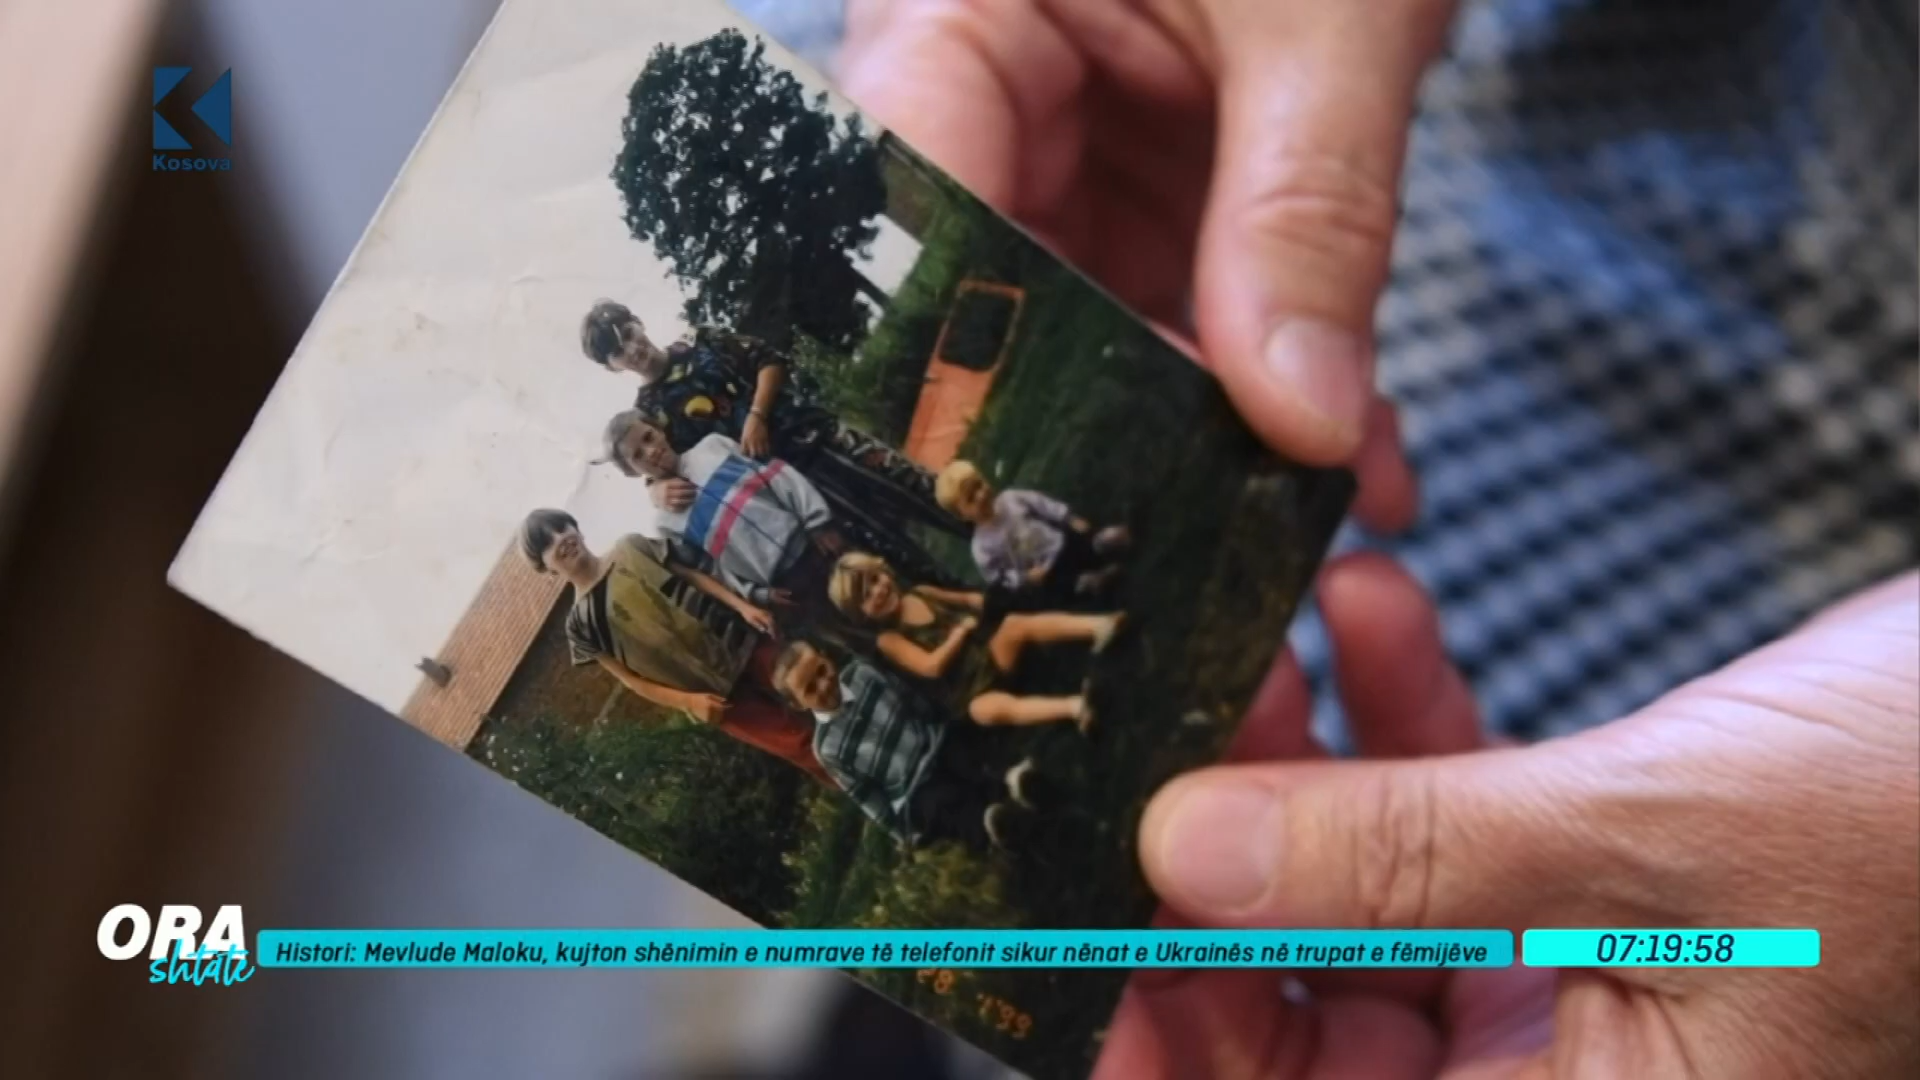 Kosova
ORA
shtatë
Histori: Mevlude Maloku, kujton shënimin e numrave të telefonit sikur nënat e Ukrainës në trupat e fëmijëve
07:19:58